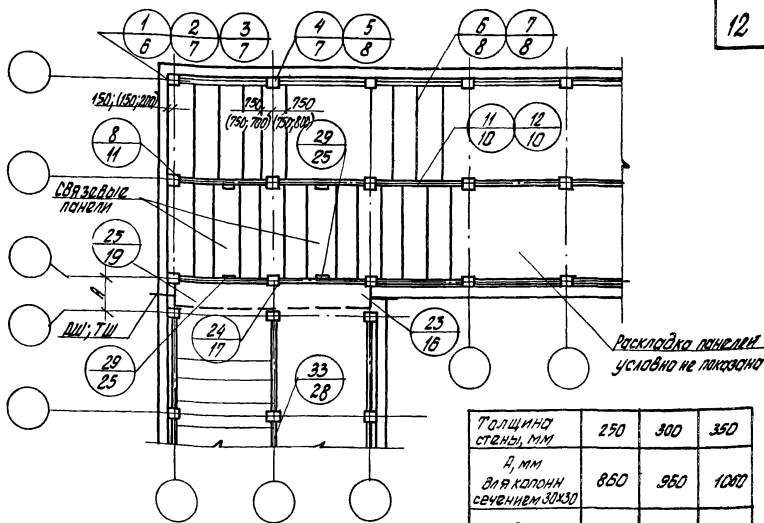 12
1 2 3 4 5 6 7
6 7 7 7 8 8 8
150; (150;200)
750 750
(750;700) (750;800)
29
25
11 12
10 10
8
11
Связевые
панели
25
19
А
ДШ; ТШ
24
17
23
16
29
25
33
28
Раскладка панелей
условно не показана
Толщина стены, мм 250 300 350
А, мм для колонн сечением 30x30 860 960 1060